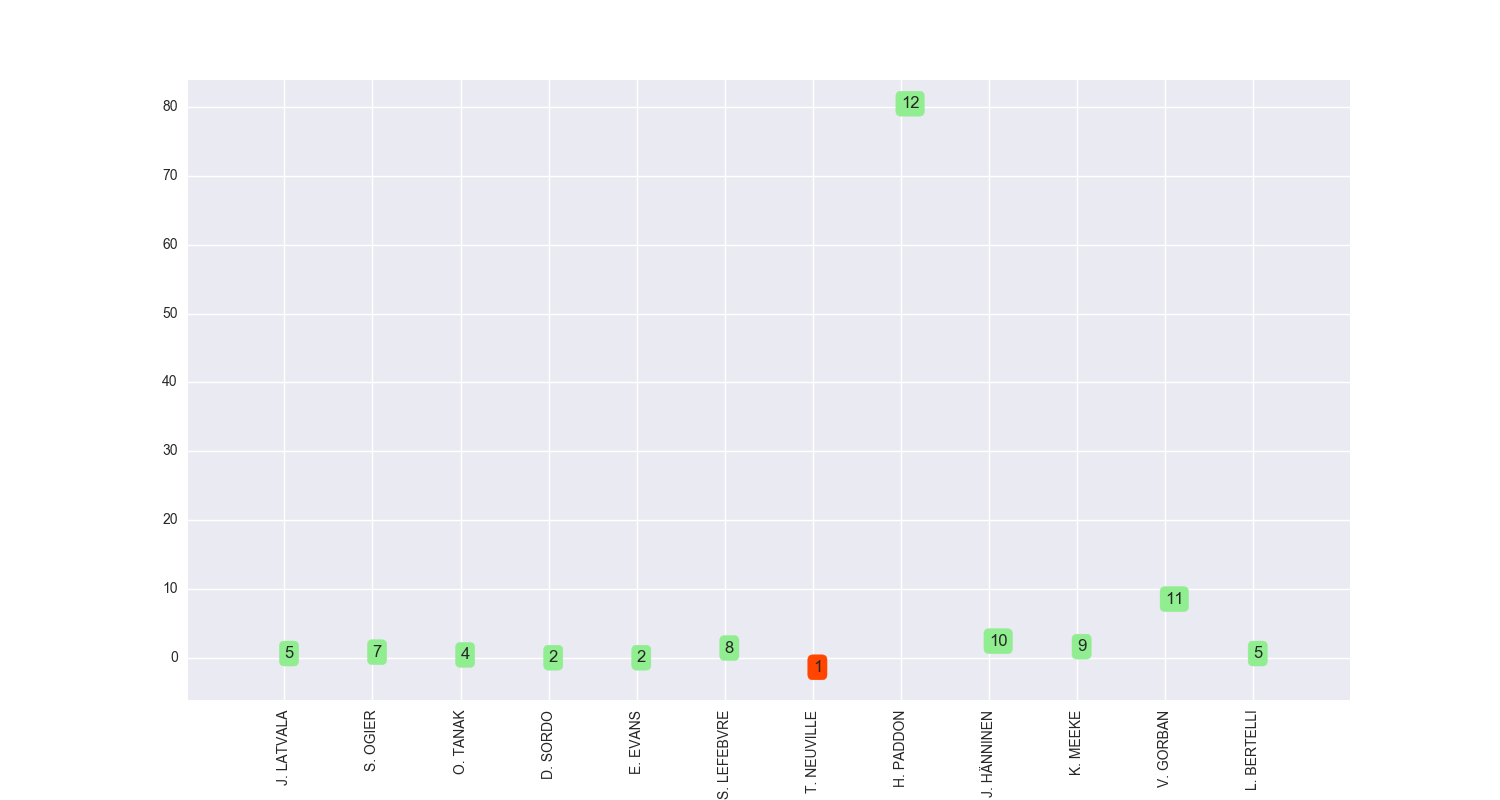 80
70
60
50
40
30
20
10
0
12
11
5
7
4
2
2
8
1
10
9
5
J. LATVALA
S. OGIER
O. TANAK
D. SORDO
E. EVANS
S. LEFEBVRE
T. NEUVILLE
H. PADDON
J. HÄNNINEN
K. MEEKE
V. GORBAN
L. BERTELLI